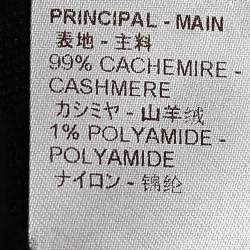 PRINCIPAL - MAIN
表地 - 主料
99% CACHEMIRE -
CASHMERE
カシミヤ - 山羊绒
1% POLYAMIDE -
POLYAMIDE
ナイロン - 锦纶